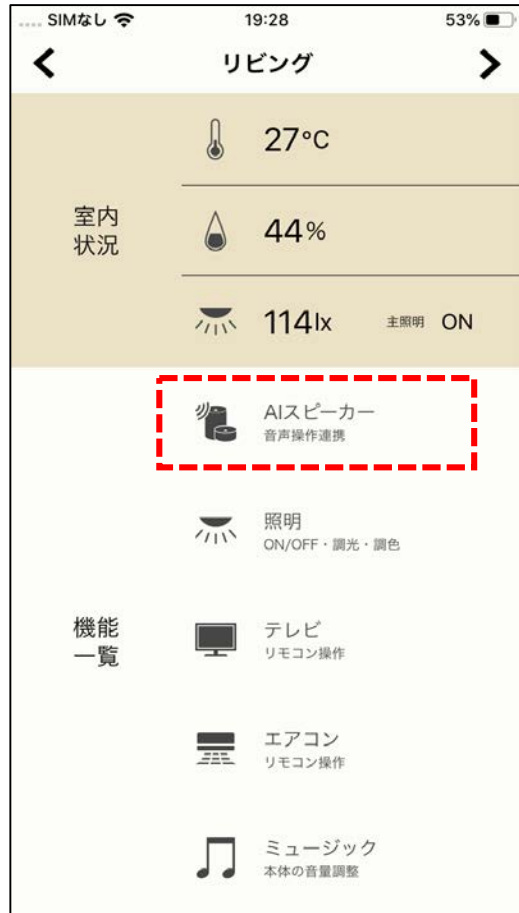 SIMなし 19:28 53%
リビング
室内
状況
27°C
44%
114lx 主照明 ON
AIスピーカー
音声操作連携
照明
ON/OFF・調光・調色
機能
一覧
テレビ
リモコン操作
エアコン
リモコン操作
ミュージック
本体の音量調整